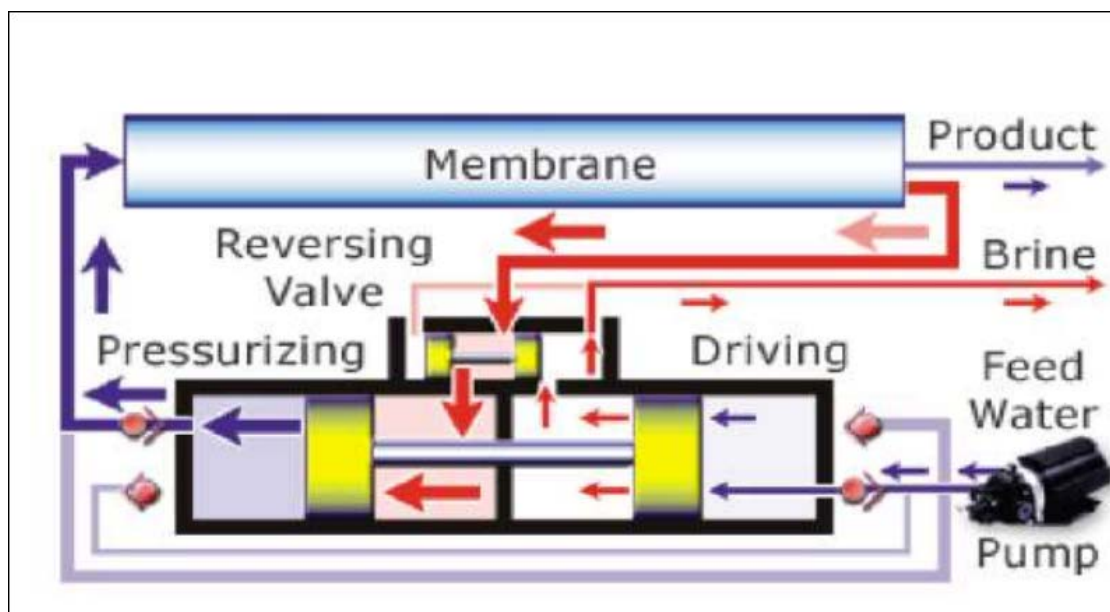 Membrane
Product
Reversing
Valve
Brine
Pressurizing
Driving
Feed
Water
Pump